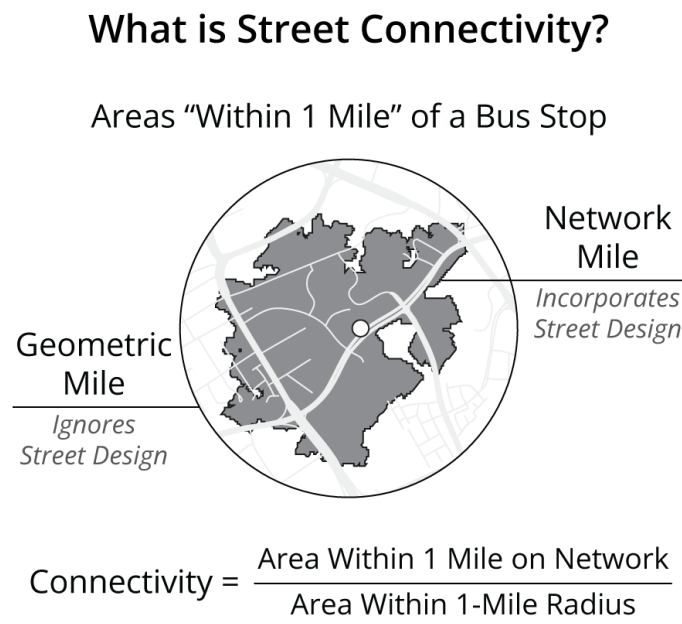 What is Street Connectivity?
Areas “Within 1 Mile” of a Bus Stop
Network
Mile
Incorporates
Street Design
Geometric
Mile
Ignores
Street Design
Connectivity =
Area Within 1 Mile on Network
Area Within 1-Mile Radius